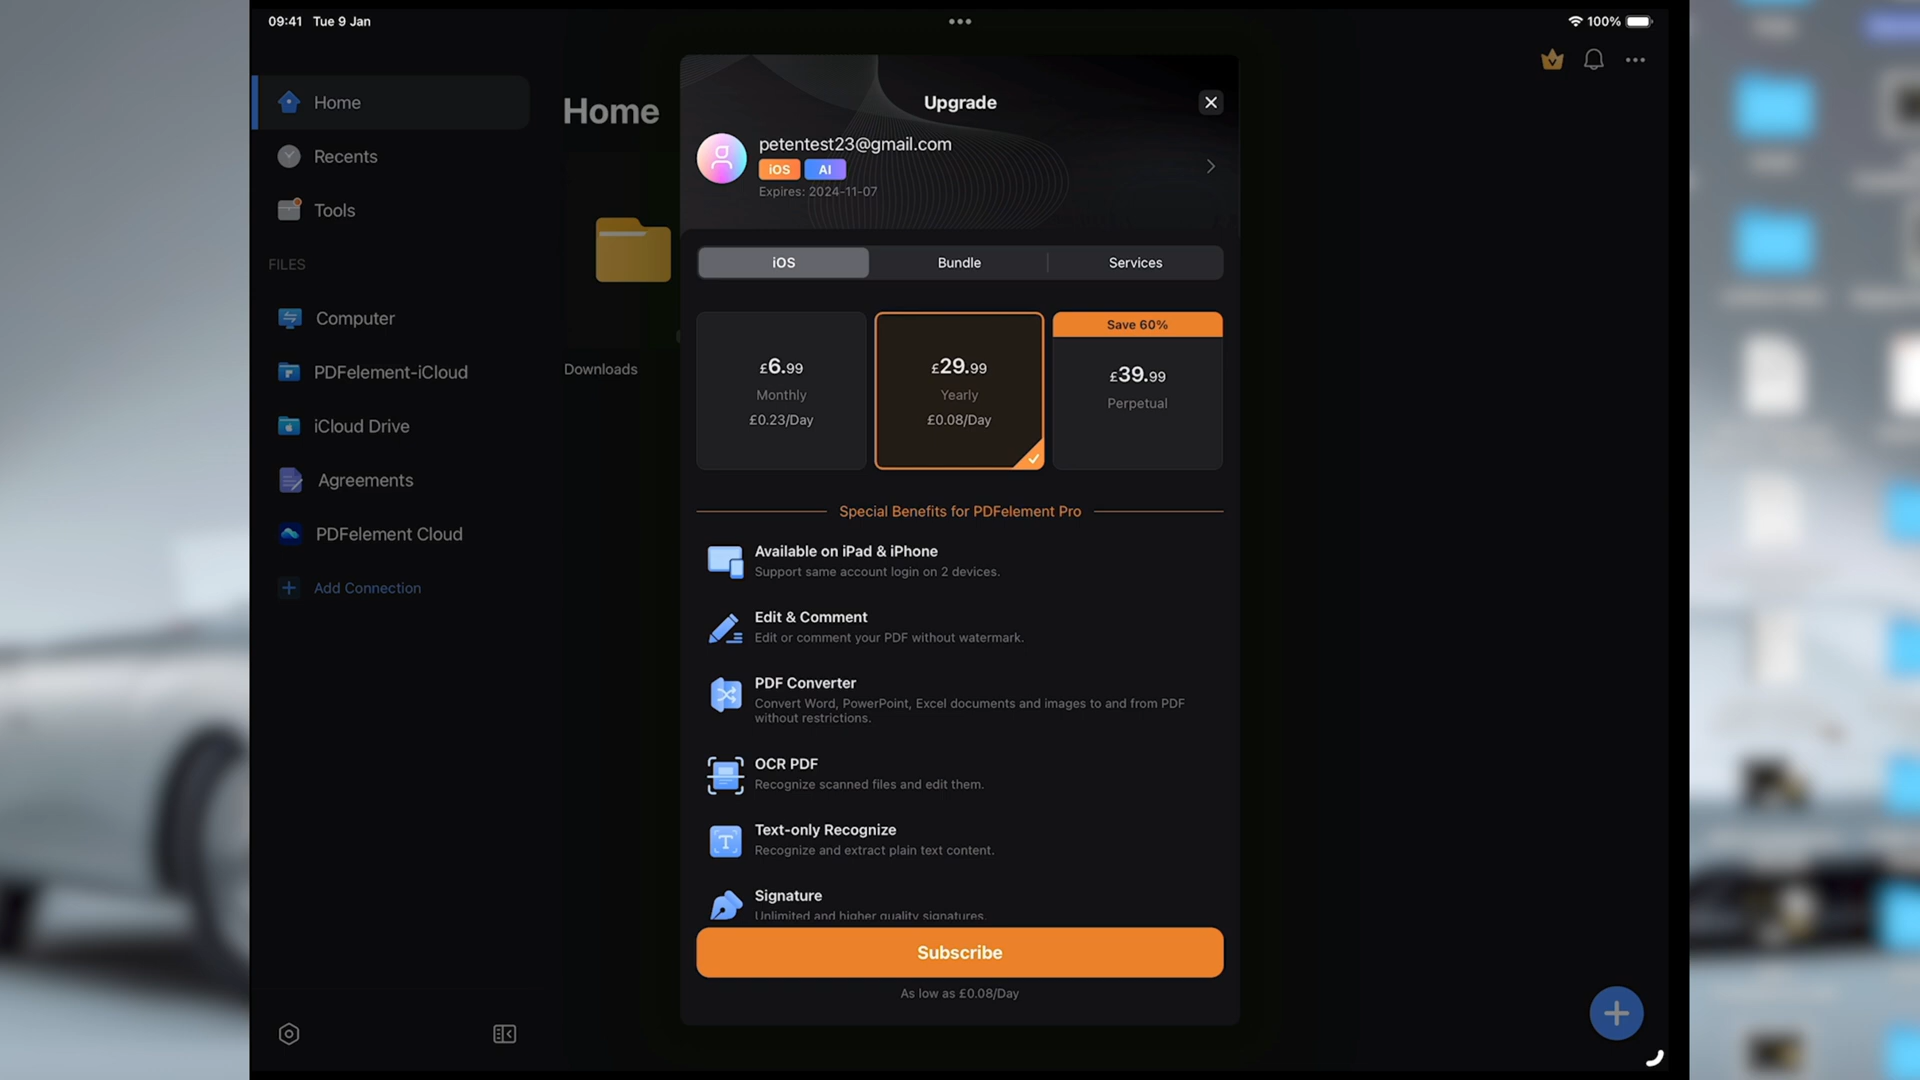 09:41 Tue 9 Jan
100%
Home
Recents
Tools
FILES
Computer
PDFelement-iCloud
iCloud Drive
Agreements
PDFelement Cloud
Add Connection
Home
Downloads
Upgrade
petentest23@gmail.com
iOS AI
Expires: 2024-11-07
iOS Bundle Services
£6.99
Monthly
£0.23/Day
£29.99
Yearly
£0.08/Day
Save 60%
£39.99
Perpetual
Special Benefits for PDFelement Pro
Available on iPad & iPhone
Support same account login on 2 devices.
Edit & Comment
Edit or comment your PDF without watermark.
PDF Converter
Convert Word, PowerPoint, Excel documents and images to and from PDF
without restrictions.
OCR PDF
Recognize scanned files and edit them.
Text-only Recognize
Recognize and extract plain text content.
Signature
Unlimited and higher quality signatures.
Subscribe
As low as £0.08/Day